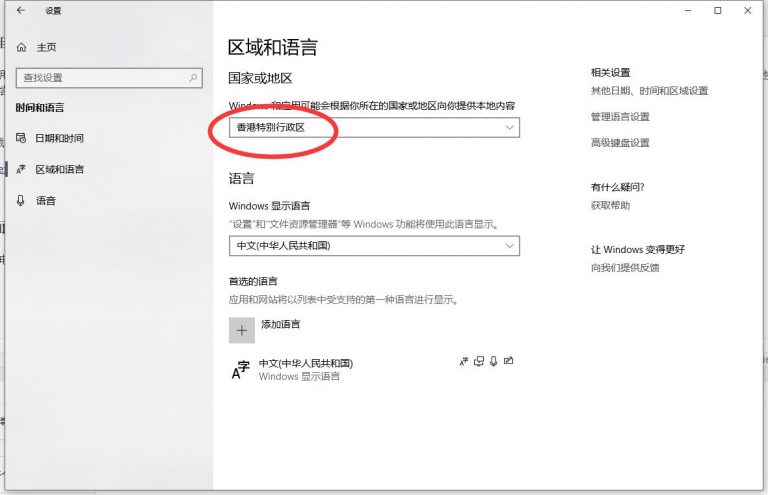 设置
主页
查找设置
时间和语言
日期和时间
区域和语言
语音
区域和语言
国家或地区
Windows 和应用可能会根据你所在的国家或地区向你提供本地内容
香港特别行政区
语言
Windows 显示语言
“设置”和“文件资源管理器”等 Windows 功能将使用此语言显示。
中文(中华人民共和国)
首选的语言
应用和网站将以列表中受支持的第一种语言进行显示。
添加语言
中文(中华人民共和国)
Windows 显示语言
相关设置
其他日期、时间和区域设置
管理语言设置
高级键盘设置
有什么疑问?
获取帮助
让 Windows 变得更好
向我们提供反馈